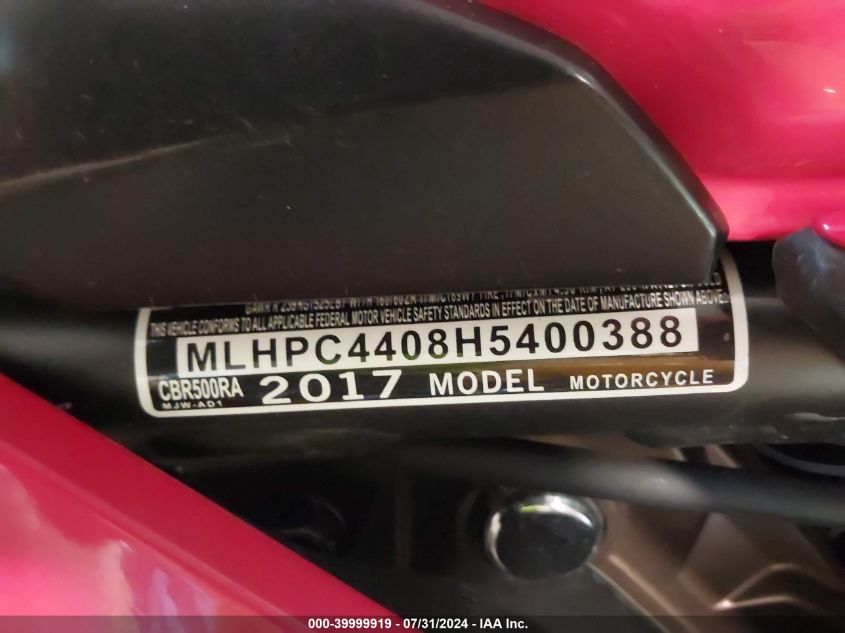 THIS VEHICLE CONFORMS TO ALL APPLICABLE FEDERAL MOTOR VEHICLE SAFETY STANDARDS IN EFFECT ON THE DATE OF MANUFACTURE SHOWN ABOVE.
MLHPC4408H5400388
CBR500RA 2017 MODEL MOTORCYCLE
MJW-AD1
000-39999919 - 07/31/2024 - IAA Inc.